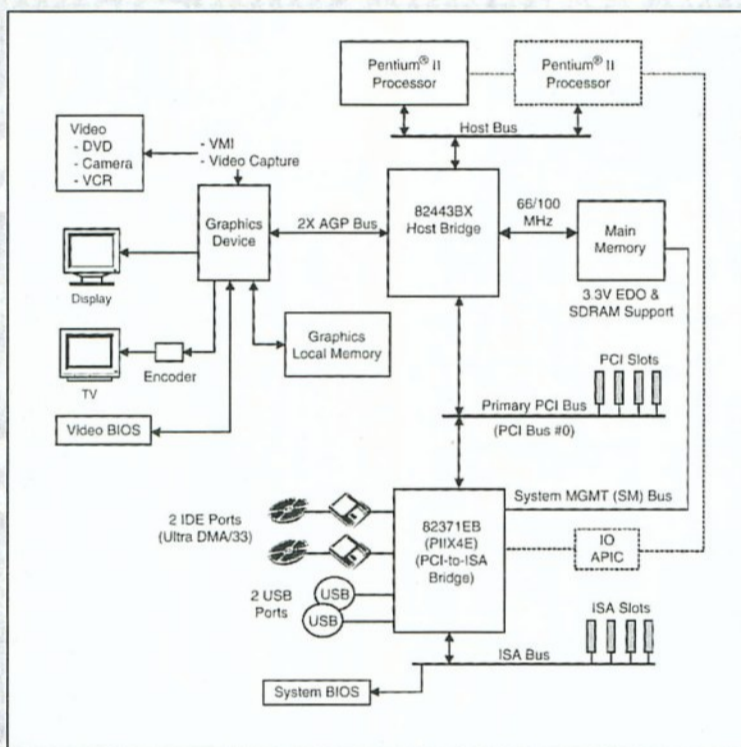 Pentium® II
Processor
Pentium® II
Processor
Host Bus
Video
- DVD
- Camera
- VCR
- VMI
- Video Capture
Graphics
Device
2X AGP Bus
82443BX
Host Bridge
66/100
MHz
Main
Memory
3.3V EDO &
SDRAM Support
Display
TV
Encoder
Graphics
Local Memory
Video BIOS
PCI Slots
Primary PCI Bus
(PCI Bus #0)
System MGMT (SM) Bus
2 IDE Ports
(Ultra DMA/33)
82371EB
(PIIX4E)
(PCI-to-ISA
Bridge)
IO
APIC
2 USB
Ports
USB
USB
ISA Slots
ISA Bus
System BIOS